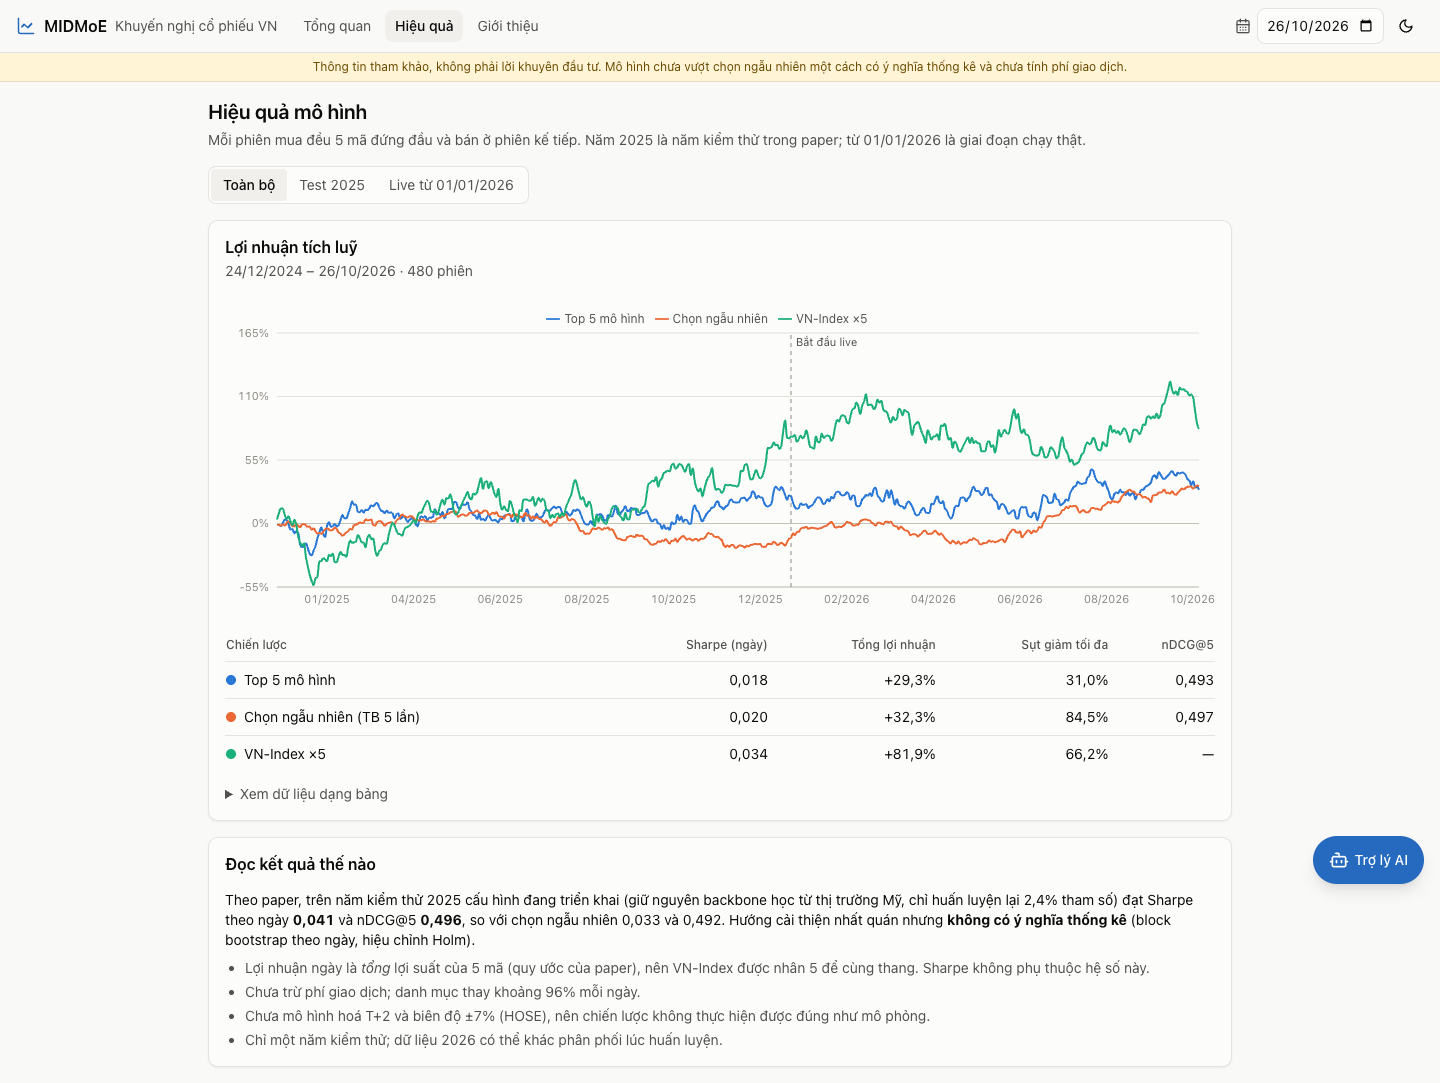 MIDMoE Khuyến nghị cổ phiếu VN Tổng quan Hiệu quả Giới thiệu 26/10/2026
Thông tin tham khảo, không phải lời khuyên đầu tư. Mô hình chưa vượt chọn ngẫu nhiên một cách có ý nghĩa thống kê và chưa tính phí giao dịch.
Hiệu quả mô hình
Mỗi phiên mua đều 5 mã đứng đầu và bán ở phiên kế tiếp. Năm 2025 là năm kiểm thử trong paper; từ 01/01/2026 là giai đoạn chạy thật.
Toàn bộ Test 2025 Live từ 01/01/2026
Lợi nhuận tích luỹ
24/12/2024 – 26/10/2026 · 480 phiên
Top 5 mô hình Chọn ngẫu nhiên VN-Index ×5
165%
Bắt đầu live
110%
55%
0%
-55%
01/2025 04/2025 06/2025 08/2025 10/2025 12/2025 02/2026 04/2026 06/2026 08/2026 10/2026
Chiến lược Sharpe (ngày) Tổng lợi nhuận Sụt giảm tối đa nDCG@5
Top 5 mô hình 0,018 +29,3% 31,0% 0,493
Chọn ngẫu nhiên (TB 5 lần) 0,020 +32,3% 84,5% 0,497
VN-Index ×5 0,034 +81,9% 66,2% —
Xem dữ liệu dạng bảng
Đọc kết quả thế nào
Theo paper, trên năm kiểm thử 2025 cấu hình đang triển khai (giữ nguyên backbone học từ thị trường Mỹ, chỉ huấn luyện lại 2,4% tham số) đạt Sharpe
theo ngày 0,041 và nDCG@5 0,496, so với chọn ngẫu nhiên 0,033 và 0,492. Hướng cải thiện nhất quán nhưng không có ý nghĩa thống kê (block
bootstrap theo ngày, hiệu chỉnh Holm).
• Lợi nhuận ngày là tổng lợi suất của 5 mã (quy ước của paper), nên VN-Index được nhân 5 để cùng thang. Sharpe không phụ thuộc hệ số này.
• Chưa trừ phí giao dịch; danh mục thay khoảng 96% mỗi ngày.
• Chưa mô hình hoá T+2 và biên độ ±7% (HOSE), nên chiến lược không thực hiện được đúng như mô phỏng.
• Chỉ một năm kiểm thử; dữ liệu 2026 có thể khác phân phối lúc huấn luyện.
Trợ lý AI